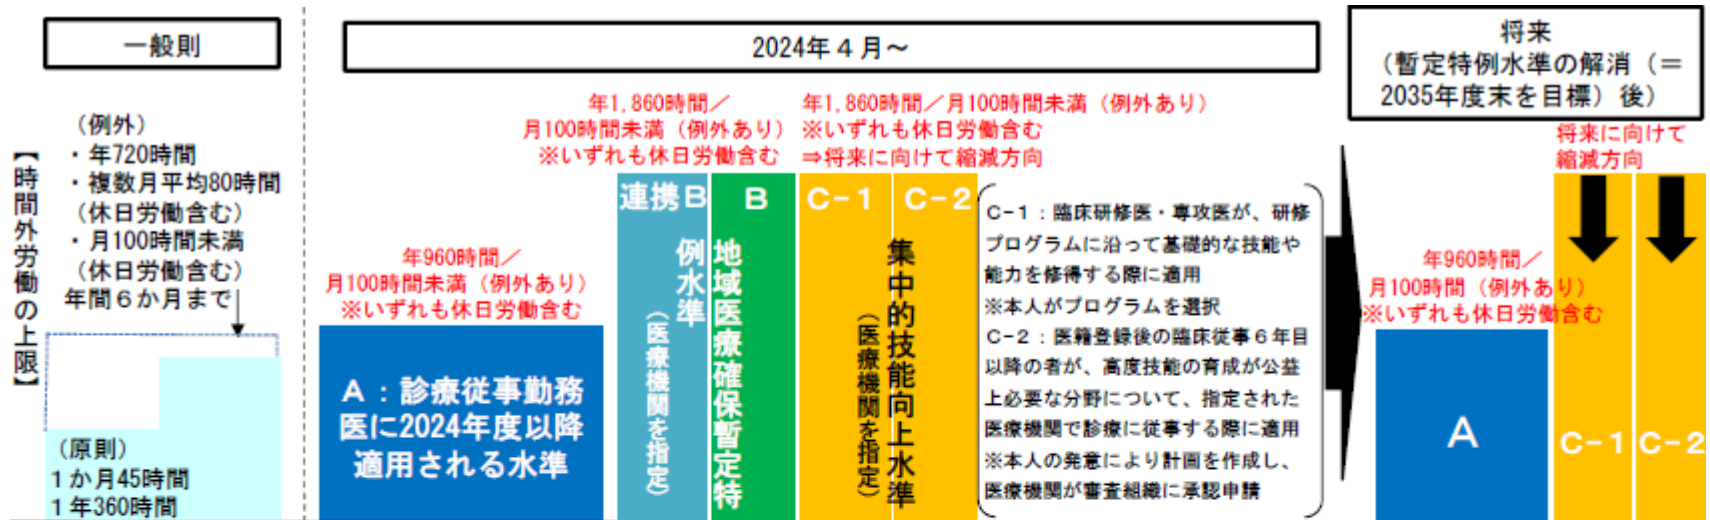 一般則
2024年４月～
将来
（暫定特例水準の解消（＝
2035年度末を目標）後）
【時間外労働の上限】
（例外）
・年720時間
・複数月平均80時間
（休日労働含む）
・月100時間未満
（休日労働含む）
年間６か月まで
（原則）
１か月45時間
１年360時間
年960時間／
月100時間未満（例外あり）
※いずれも休日労働含む
Ａ：診療従事勤務
医に2024年度以降
適用される水準
年1,860時間／
月100時間未満（例外あり）
※いずれも休日労働含む
連携Ｂ
Ｂ
地域医療確保暫定特
例水準
（医療機関を指定）
年1,860時間／月100時間未満（例外あり）
※いずれも休日労働含む
⇒将来に向けて縮減方向
Ｃ－１
Ｃ－２
集中的技能向上水準
（医療機関を指定）
Ｃ－１：臨床研修医・専攻医が、研修
プログラムに沿って基礎的な技能や
能力を修得する際に適用
※本人がプログラムを選択
Ｃ－２：医籍登録後の臨床従事６年目
以降の者が、高度技能の育成が公益
上必要な分野について、指定された
医療機関で診療に従事する際に適用
※本人の発意により計画を作成し、
医療機関が審査組織に承認申請
将来に向けて
縮減方向
年960時間／
月100時間（例外あり）
※いずれも休日労働含む
Ａ
Ｃ－１
Ｃ－２